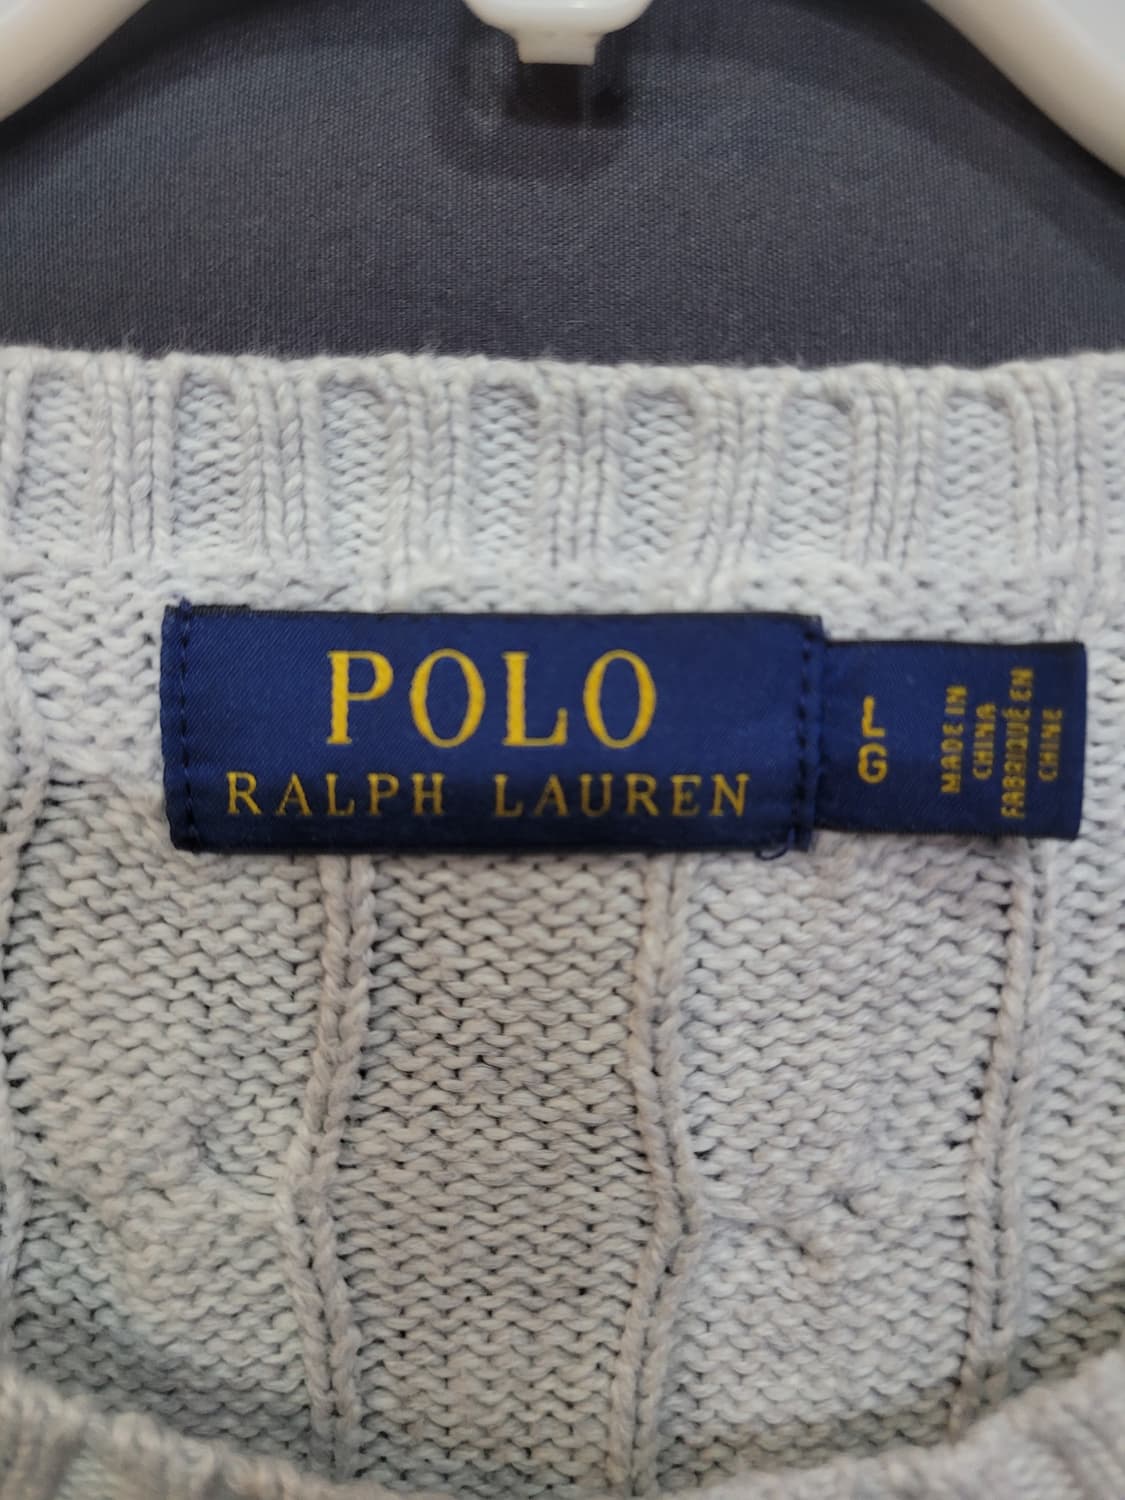 POLO
RALPH LAUREN
L
G
MADE IN
CHINA
FABRIQUÉ EN
CHINE